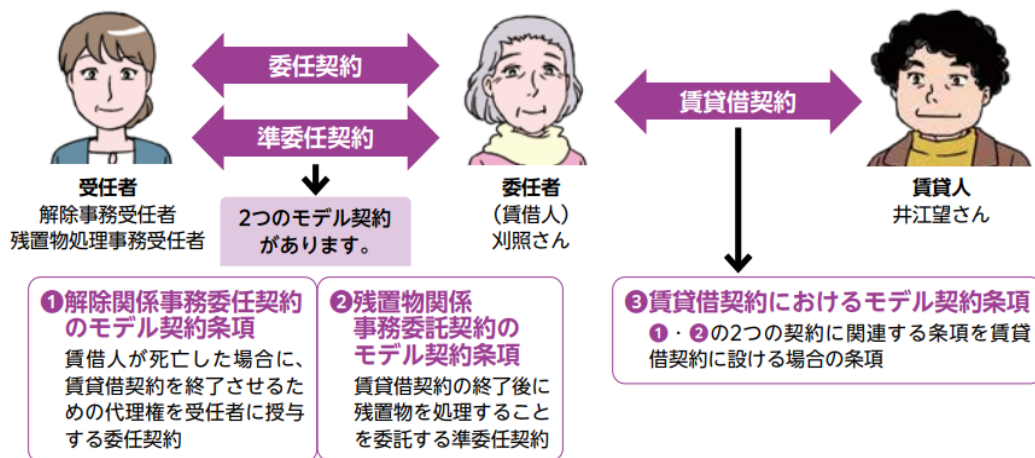 委任契約
準委任契約
賃貸借契約
受任者
解除事務受任者
残置物処理事務受任者
2つのモデル契約
があります。
委任者
(賃借人)
刈照さん
賃貸人
井江望さん
❶解除関係事務委任契約
のモデル契約条項
賃借人が死亡した場合に、
賃貸借契約を終了させるた
めの代理権を受任者に授与
する委任契約
❷残置物関係
事務委託契約の
モデル契約条項
賃貸借契約の終了後に
残置物を処理すること
を委託する準委任契約
❸賃貸借契約におけるモデル契約条項
❶・❷の2つの契約に関連する条項を賃貸
借契約に設ける場合の条項